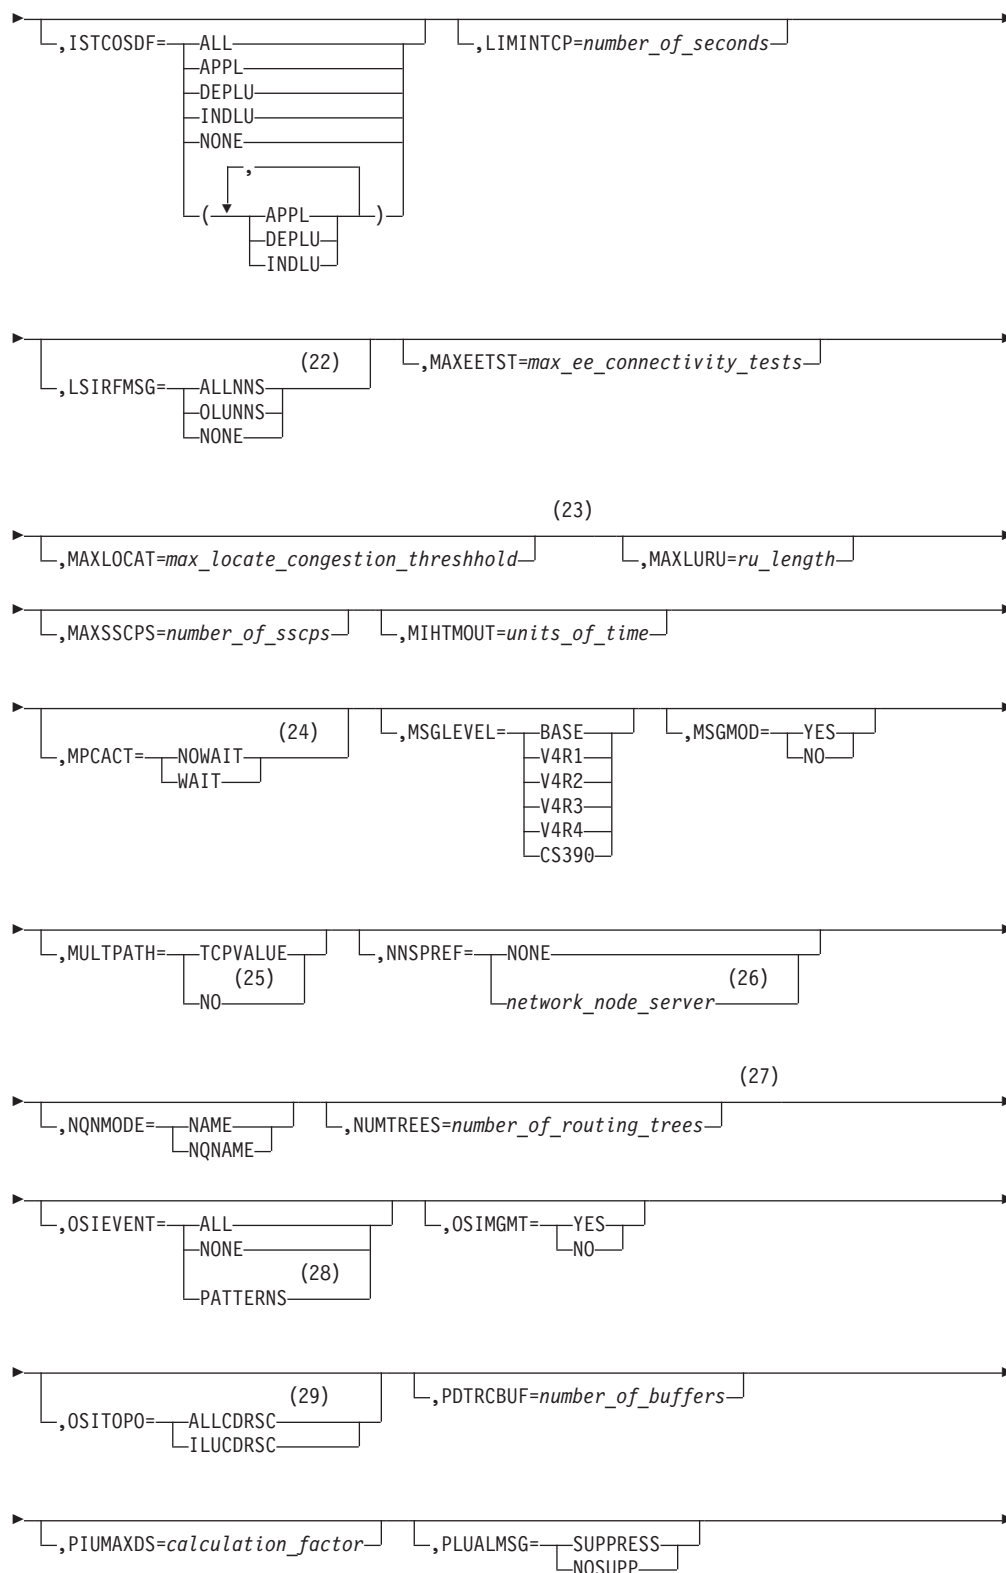 ,ISTCOSDF= ALL ,LIMINTCP=number_of_seconds
APPL
DEPLU
INDLU
NONE
,
( APPL )
DEPLU
INDLU
(22)
,LSIRFMSG= ALLNNS ,MAXEETST=max_ee_connectivity_tests
OLUNNS
NONE
(23)
,MAXLOCAT=max_locate_congestion_threshhold ,MAXLURU=ru_length
,MAXSSCPS=number_of_sscps ,MIHTMOUT=units_of_time
(24)
,MPCACT= NOWAIT ,MSGLEVEL= BASE ,MSGMOD= YES
WAIT V4R1 NO
V4R2
V4R3
V4R4
CS390
,MULTPATH= TCPVALUE ,NNSPREF= NONE
(25) (26)
NO network_node_server
(27)
,NQNMODE= NAME ,NUMTREES=number_of_routing_trees
NQNAME
,OSIEVENT= ALL ,OSIMGMT= YES
NONE NO
(28)
PATTERNS
(29)
,OSITOPO= ALLCDRSC ,PDTRCBUF=number_of_buffers
ILUCDRSC
,PIUMAXDS=calculation_factor ,PLUALMSG= SUPPRESS
NOSUPP